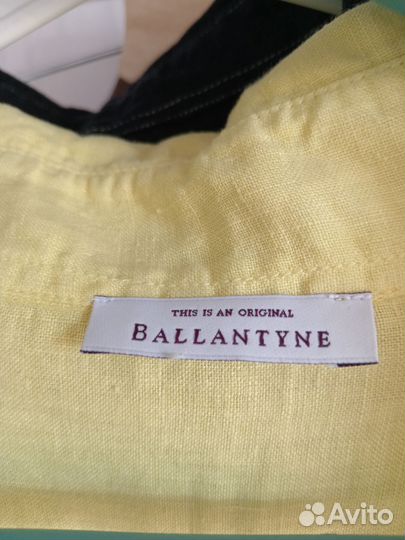 THIS IS AN ORIGINAL
BALLANTYNE
Avito